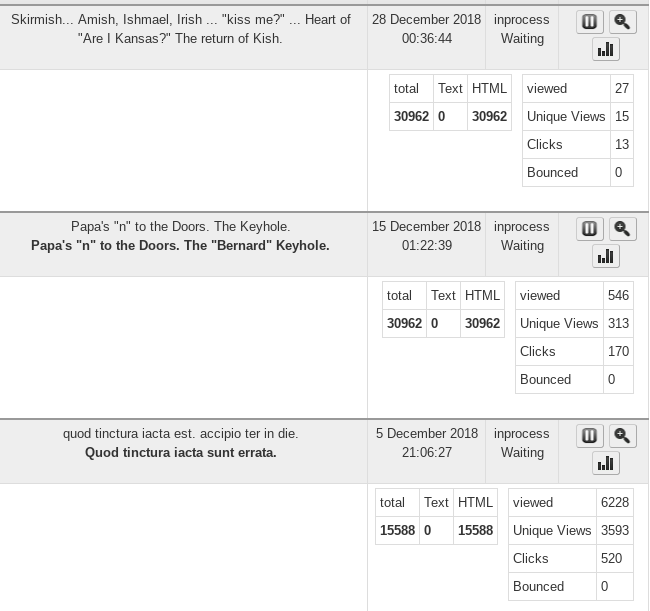 Skirmish... Amish, Ishmael, Irish ... "kiss me?" ... Heart of
"Are I Kansas?" The return of Kish.
28 December 2018
00:36:44
inprocess
Waiting
total Text HTML
30962 0 30962
viewed 27
Unique Views 15
Clicks 13
Bounced 0
Papa's "n" to the Doors. The Keyhole.
Papa's "n" to the Doors. The "Bernard" Keyhole.
15 December 2018
01:22:39
inprocess
Waiting
total Text HTML
30962 0 30962
viewed 546
Unique Views 313
Clicks 170
Bounced 0
quod tinctura iacta est. accipio ter in die.
Quod tinctura iacta sunt errata.
5 December 2018
21:06:27
inprocess
Waiting
total Text HTML
15588 0 15588
viewed 6228
Unique Views 3593
Clicks 520
Bounced 0